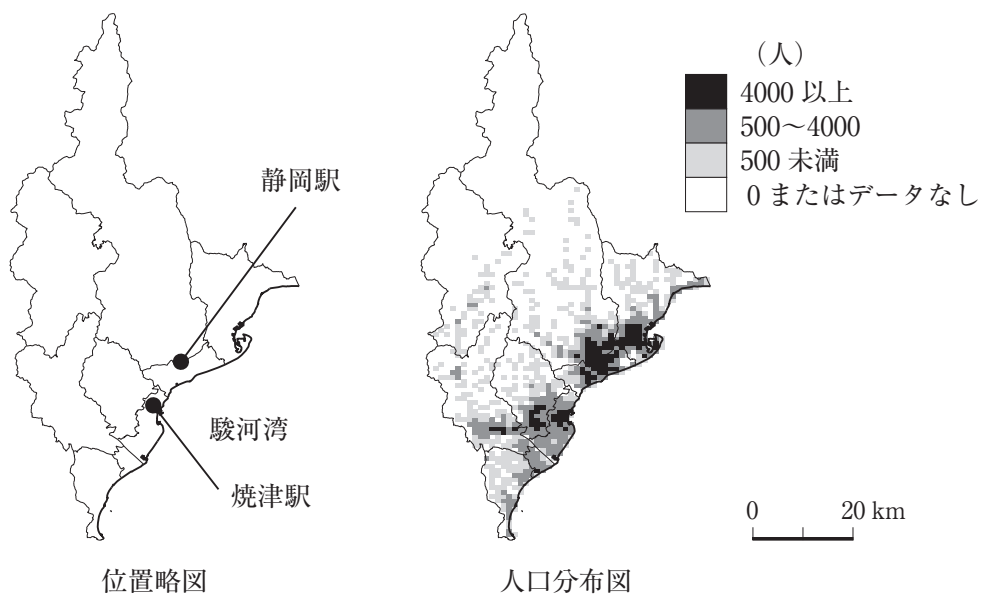 静岡駅
駿河湾
焼津駅
位置略図
(人)
4000 以上
500〜4000
500 未満
0 またはデータなし
0 20 km
人口分布図